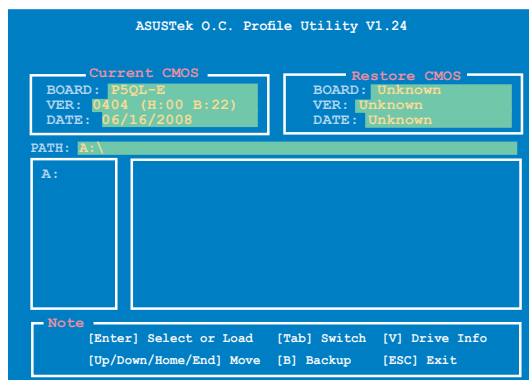 ASUSTek O.C. Profile Utility V1.24
Current CMOS
BOARD: P5QL-E
VER: 0404 (H:00 B:22)
DATE: 06/16/2008
Restore CMOS
BOARD: Unknown
VER: Unknown
DATE: Unknown
PATH: A:\
A:
Note
[Enter] Select or Load [Tab] Switch [V] Drive Info
[Up/Down/Home/End] Move [B] Backup [ESC] Exit